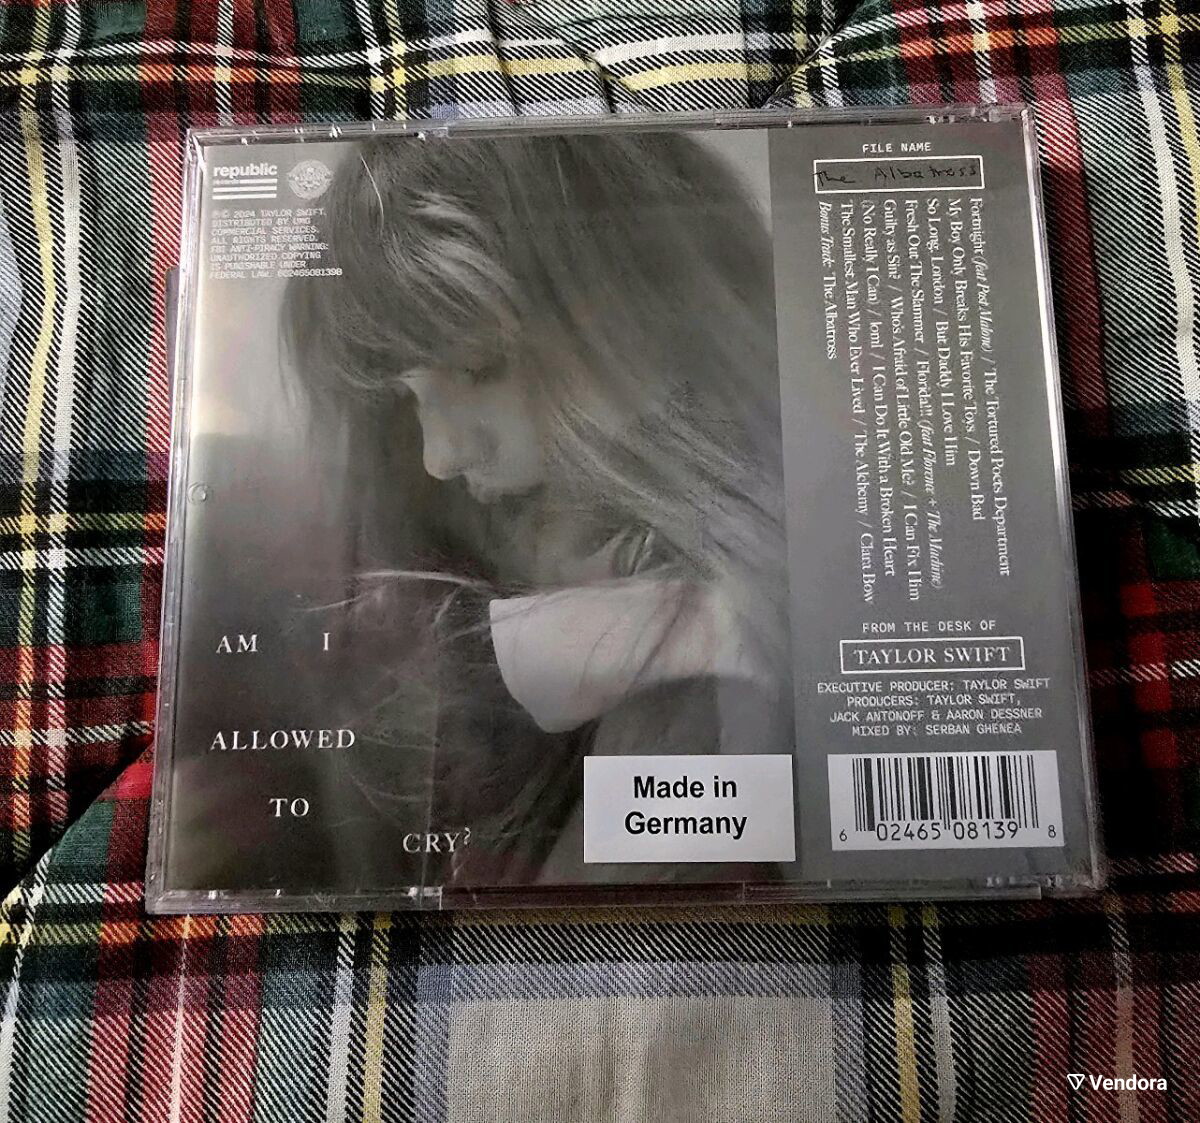 republic
records
℗© 2024 TAYLOR SWIFT.
DISTRIBUTED BY UMG
COMMERCIAL SERVICES.
ALL RIGHTS RESERVED.
FBI ANTI-PIRACY WARNING:
UNAUTHORIZED COPYING
IS PUNISHABLE UNDER
FEDERAL LAW. 602465081398
AM I
ALLOWED
TO
CRY?
Made in
Germany
FILE NAME
The Albatross
Fortnight (feat Post Malone) / The Tortured Poets Department
My Boy Only Breaks His Favorite Toys / Down Bad
So Long, London / But Daddy I Love Him
Fresh Out The Slammer / Florida!!! (feat Florence + The Machine)
Guilty as Sin? / Who's Afraid of Little Old Me? / I Can Fix Him
(No Really I Can) / loml / I Can Do It With a Broken Heart
The Smallest Man Who Ever Lived / The Alchemy / Clara Bow
Bonus Track: The Albatross
FROM THE DESK OF
TAYLOR SWIFT
EXECUTIVE PRODUCER: TAYLOR SWIFT
PRODUCERS: TAYLOR SWIFT,
JACK ANTONOFF & AARON DESSNER
MIXED BY: SERBAN GHENEA
6 02465 08139 8
Vendora